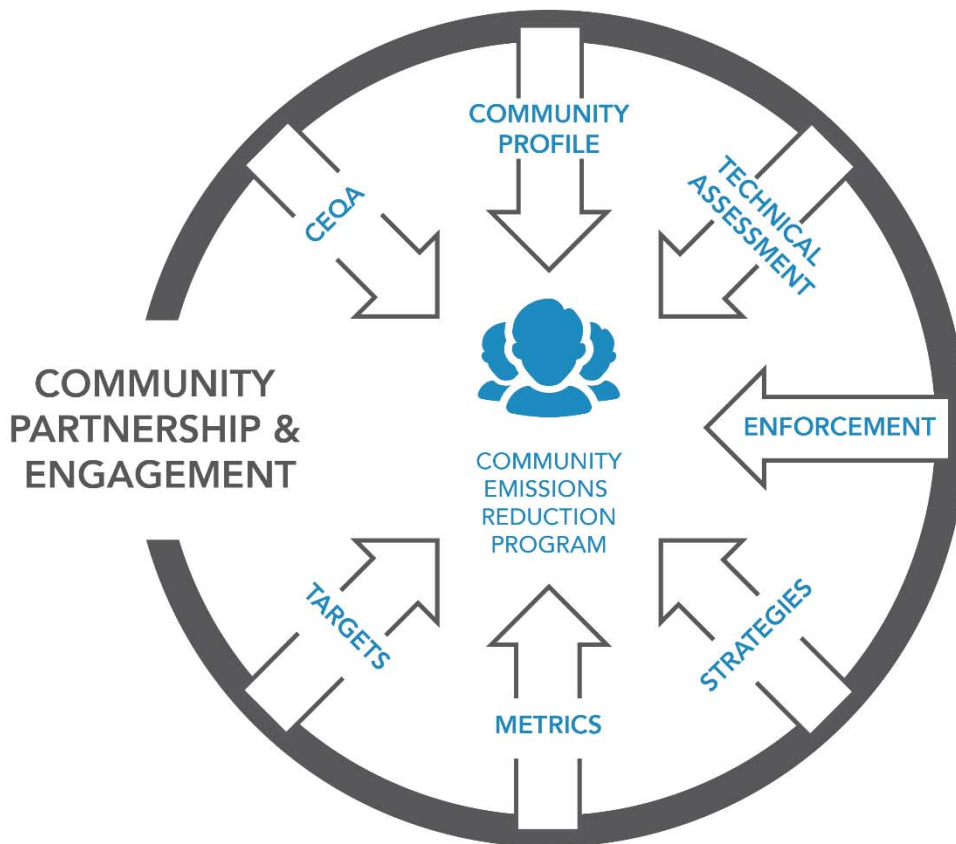 COMMUNITY
PROFILE
CEQA
TECHNICAL
ASSESSMENT
COMMUNITY
PARTNERSHIP &
ENGAGEMENT
ENFORCEMENT
COMMUNITY
EMISSIONS
REDUCTION
PROGRAM
TARGETS
STRATEGIES
METRICS